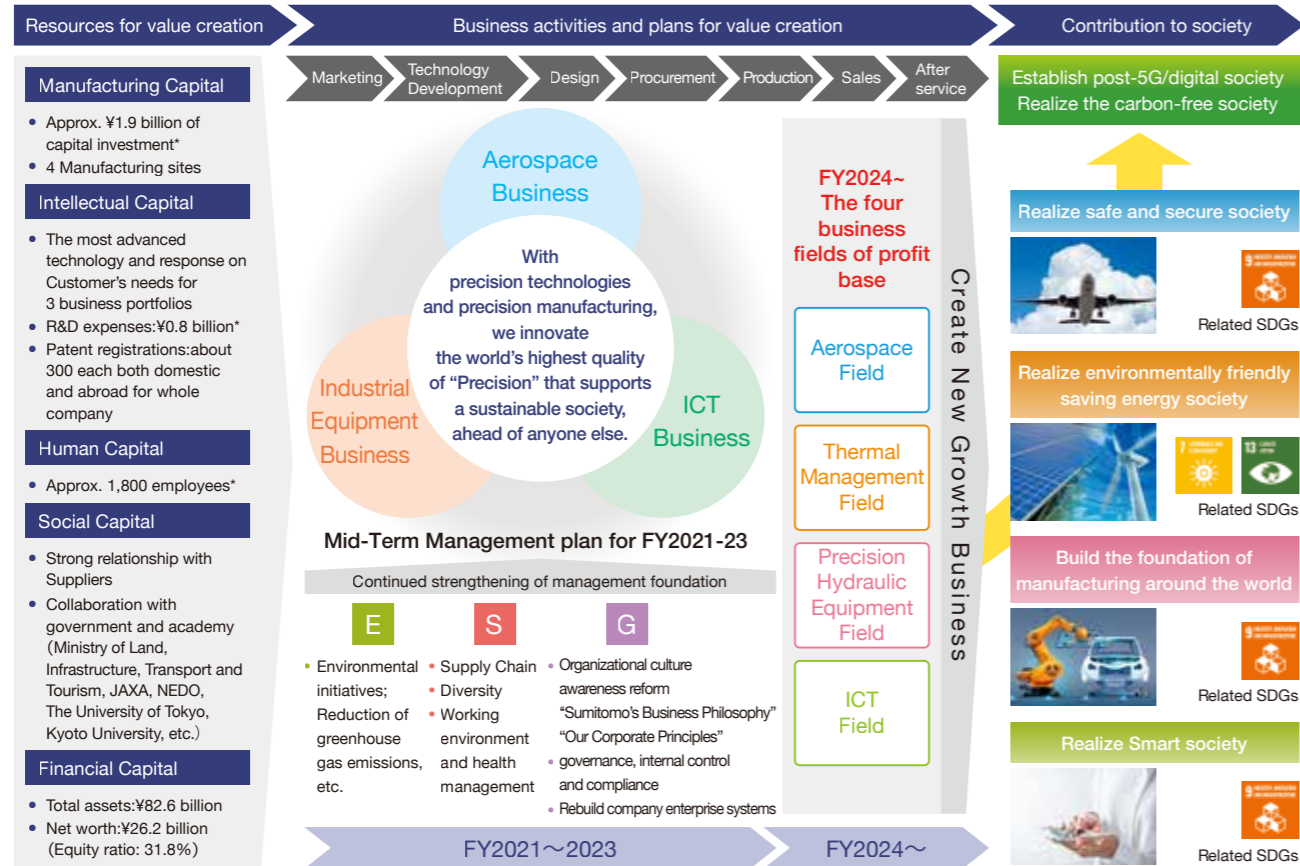 Resources for value creation
Business activities and plans for value creation
Contribution to society
Manufacturing Capital
• Approx. ¥1.9 billion of
capital investment*
• 4 Manufacturing sites
Intellectual Capital
• The most advanced
technology and response on
Customer's needs for
3 business portfolios
• R&D expenses:¥0.8 billion*
• Patent registrations:about
300 each both domestic
and abroad for whole
company
Human Capital
• Approx. 1,800 employees*
Social Capital
• Strong relationship with
Suppliers
• Collaboration with
government and academy
(Ministry of Land,
Infrastructure, Transport and
Tourism, JAXA, NEDO,
The University of Tokyo,
Kyoto University, etc.)
Financial Capital
• Total assets:¥82.6 billion
• Net worth:¥26.2 billion
(Equity ratio: 31.8%)
Marketing
Technology
Development
Design
Procurement
Production
Sales
After
service
Aerospace
Business
With
precision technologies
and precision manufacturing,
we innovate
the world's highest quality
of “Precision” that supports
a sustainable society,
ahead of anyone else.
Industrial
Equipment
Business
ICT
Business
Mid-Term Management plan for FY2021-23
Continued strengthening of management foundation
E
• Environmental
initiatives;
Reduction of
greenhouse
gas emissions,
etc.
S
• Supply Chain
• Diversity
• Working
environment
and health
management
G
• Organizational culture
awareness reform
“Sumitomo's Business Philosophy”
“Our Corporate Principles”
• governance, internal control
and compliance
• Rebuild company enterprise systems
FY2021～2023
FY2024~
The four
business
fields of profit
base
Aerospace
Field
Thermal
Management
Field
Precision
Hydraulic
Equipment
Field
ICT
Field
Create New Growth Business
FY2024～
Establish post-5G/digital society
Realize the carbon-free society
Realize safe and secure society
9
Related SDGs
Realize environmentally friendly
saving energy society
7
13 CLIMATE
ACTION
Related SDGs
Build the foundation of
manufacturing around the world
9
Related SDGs
Realize Smart society
9
Related SDGs